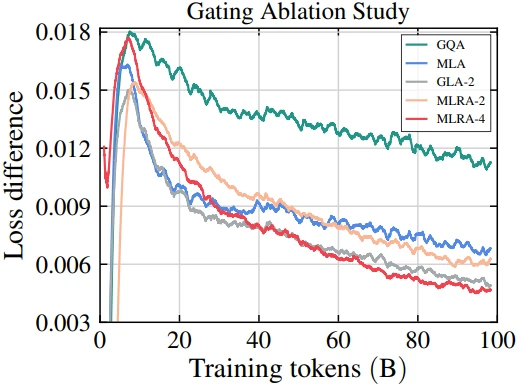 Gating Ablation Study
Loss difference
0.018
0.015
0.012
0.009
0.006
0.003
GQA
MLA
GLA-2
MLRA-2
MLRA-4
0 20 40 60 80 100
Training tokens (B)